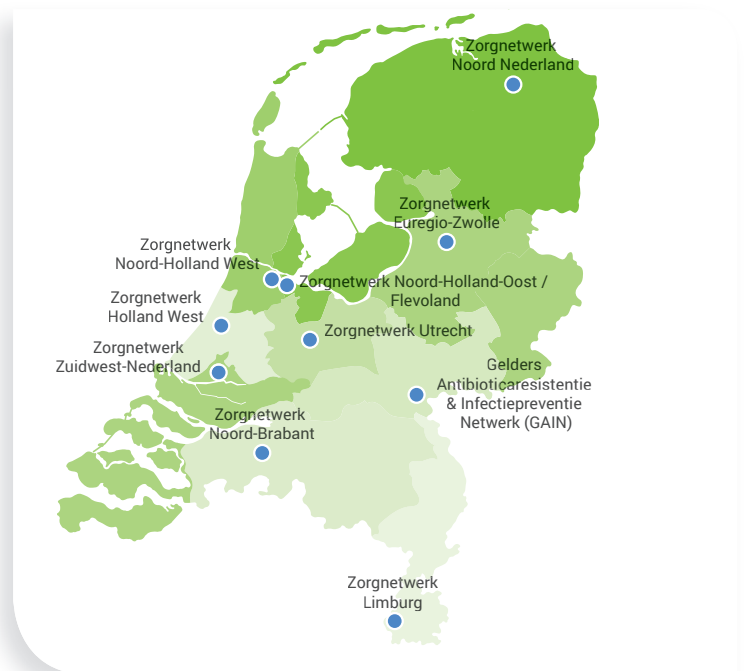 Zorgnetwerk
Noord Nederland
Zorgnetwerk
Euregio-Zwolle
Zorgnetwerk
Noord-Holland West
Zorgnetwerk Noord-Holland-Oost /
Flevoland
Zorgnetwerk
Holland West
Zorgnetwerk Utrecht
Zorgnetwerk
Zuidwest-Nederland
Gelders
Antibioticaresistentie
& Infectiepreventie
Netwerk (GAIN)
Zorgnetwerk
Noord-Brabant
Zorgnetwerk
Limburg